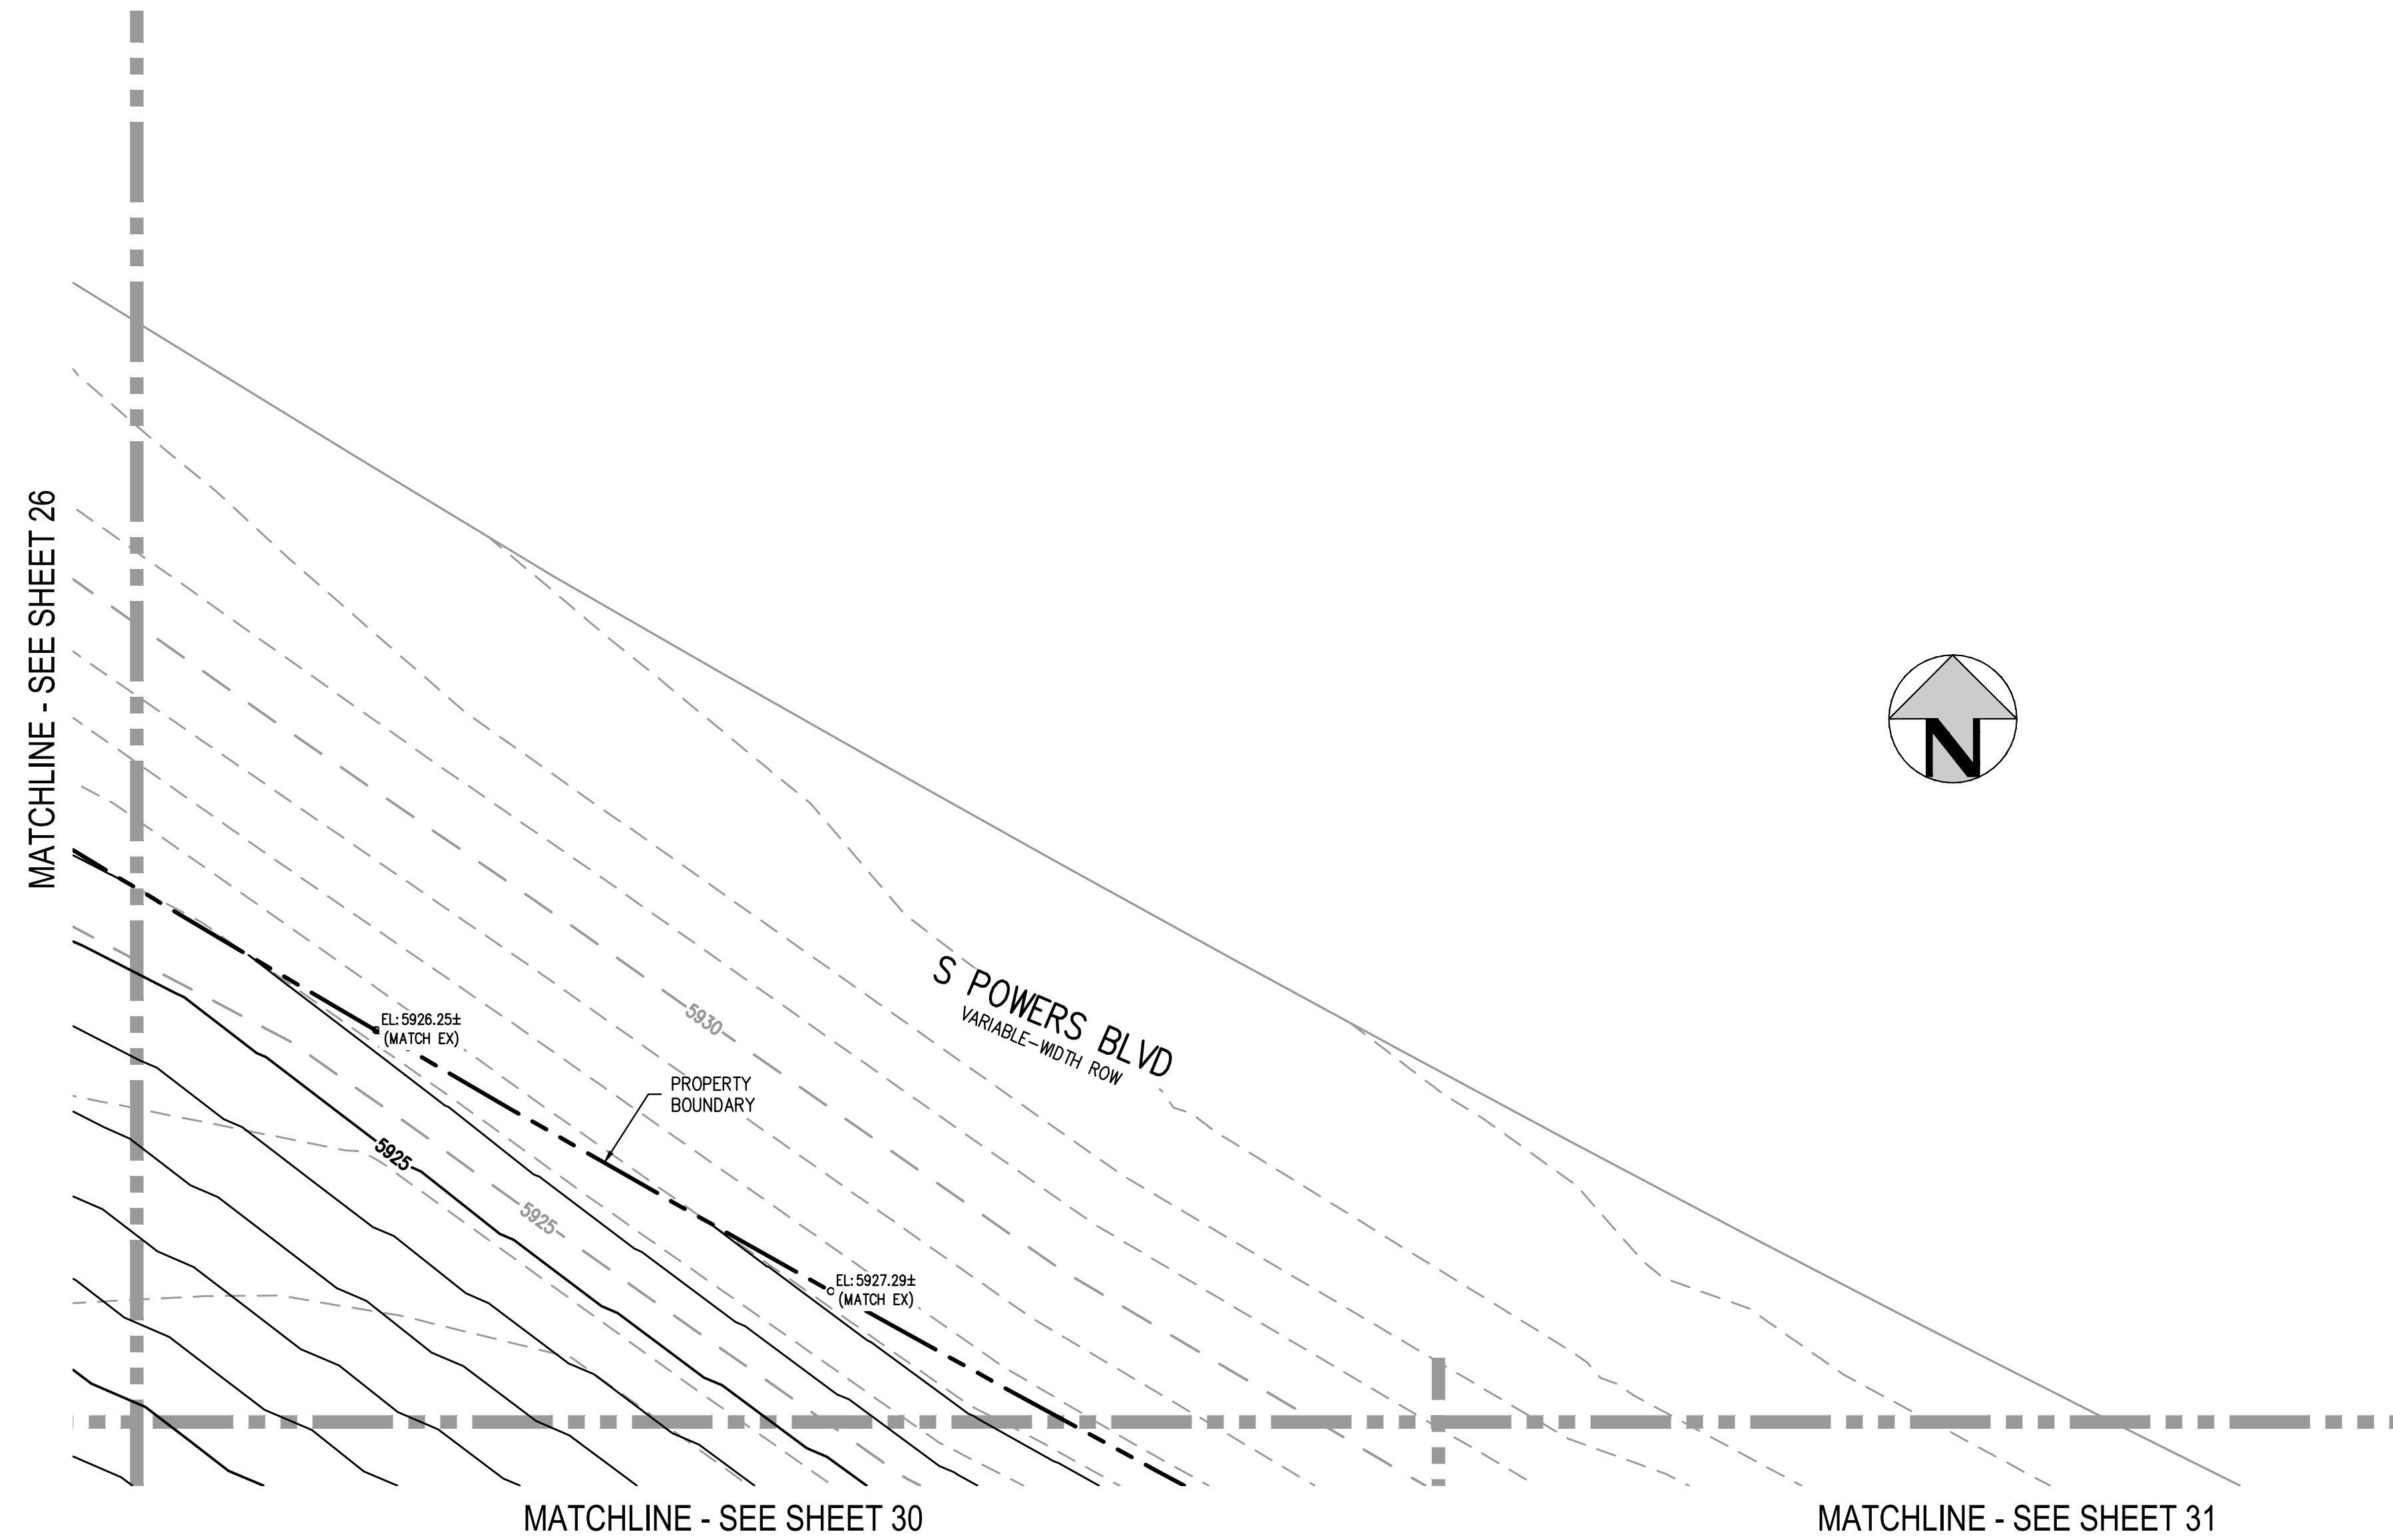 MATCHLINE - SEE SHEET 26
N
S POWERS BLVD
VARIABLE-WIDTH ROW
5930
EL:5926.25±
(MATCH EX)
PROPERTY
BOUNDARY
5925
5925
EL:5927.29±
(MATCH EX)
MATCHLINE - SEE SHEET 30
MATCHLINE - SEE SHEET 31